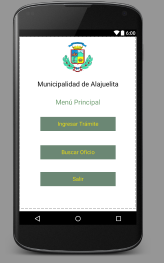 6:00
Municipalidad de Alajuelita
Menú Principal
Ingresar Trámite
Buscar Oficio
Salir